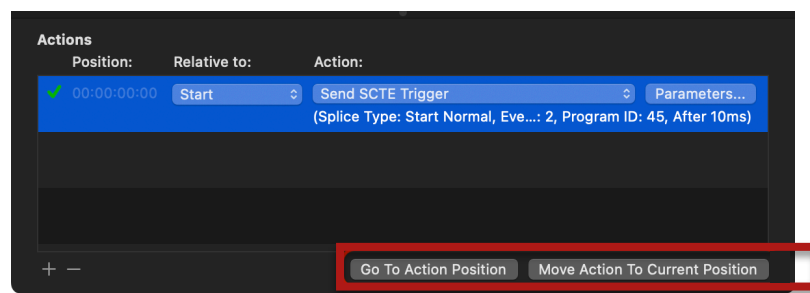 Actions
Position: Relative to: Action:
00:00:00:00 Start Send SCTE Trigger Parameters...
(Splice Type: Start Normal, Eve...: 2, Program ID: 45, After 10ms)
+ − Go To Action Position Move Action To Current Position